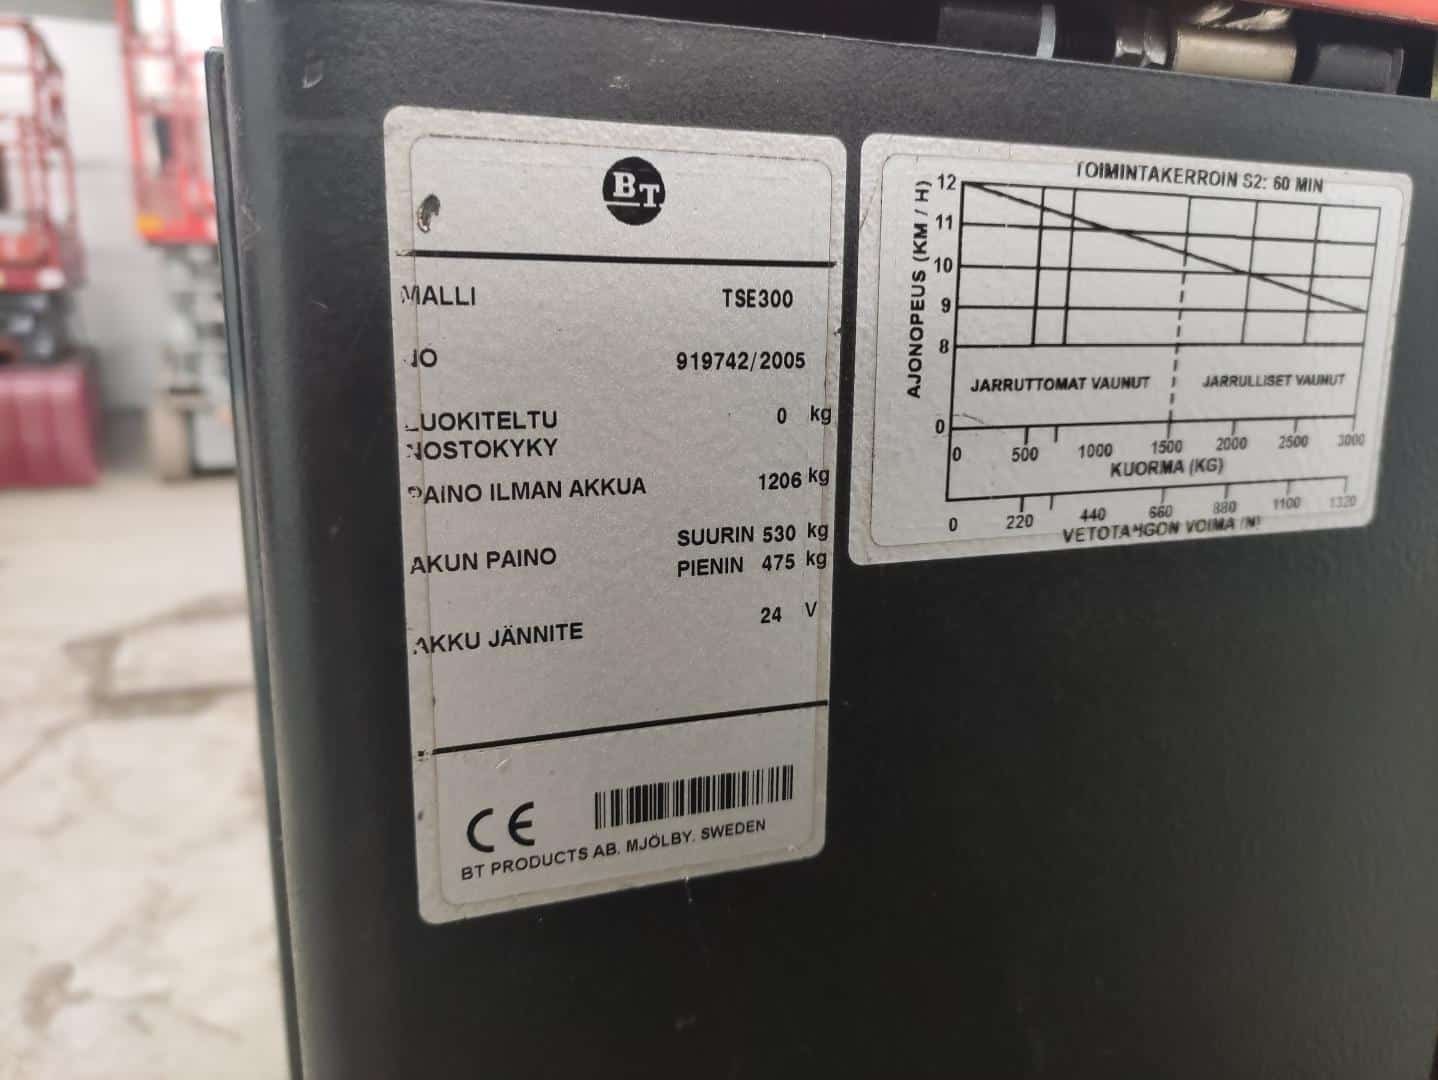 BT
MALLI TSE300
NO 919742/2005
LUOKITELTU 0 kg
NOSTOKYKY
PAINO ILMAN AKKUA 1206 kg
AKUN PAINO SUURIN 530 kg
PIENIN 475 kg
AKKU JÄNNITE 24 V
CE
BT PRODUCTS AB. MJÖLBY. SWEDEN
TOIMINTAKERROIN S2: 60 MIN
AJONOPEUS (KM / H)
12
11
10
9
8
0
JARRUTTOMAT VAUNUT JARRULLISET VAUNUT
0 500 1000 1500 2000 2500 3000
KUORMA (KG)
0 220 440 660 880 1100 1320
VETOTANGON VOIMA (N)